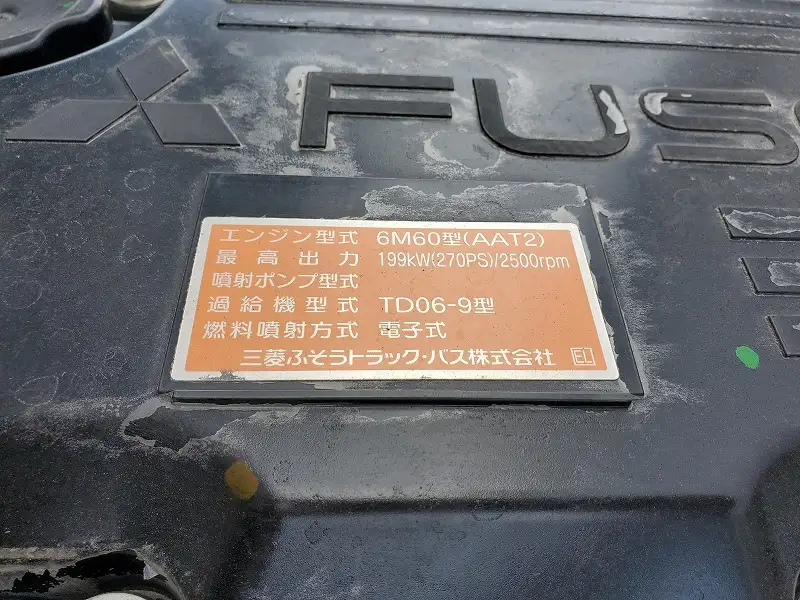 FUS
エンジン型式 6M60型(AAT2)
最高出力 199kW(270PS)/2500rpm
噴射ポンプ型式
過給機型式 TD06-9型
燃料噴射方式 電子式
三菱ふそうトラック・バス株式会社 EL